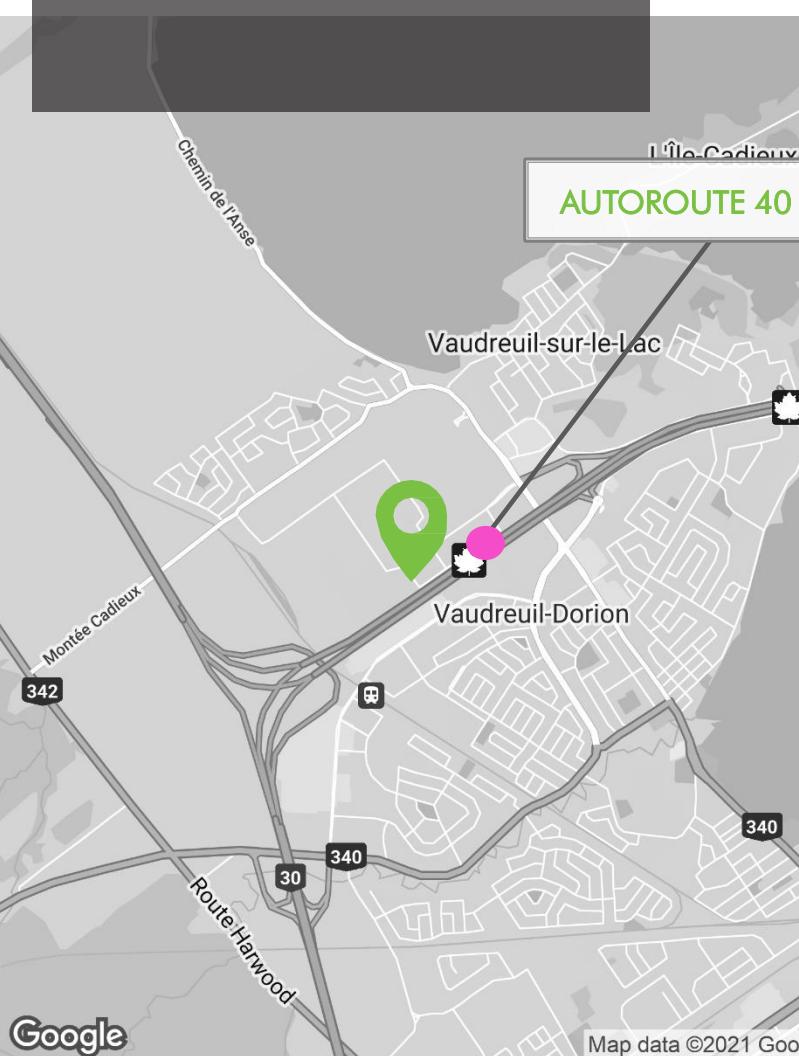 L'Île-Cadieux
AUTOROUTE 40
Chemin de l'Anse
Vaudreuil-sur-le-Lac
Vaudreuil-Dorion
Montée Cadieux
342
340
340
30
Route Harwood
Google
Map data ©2021 Goo